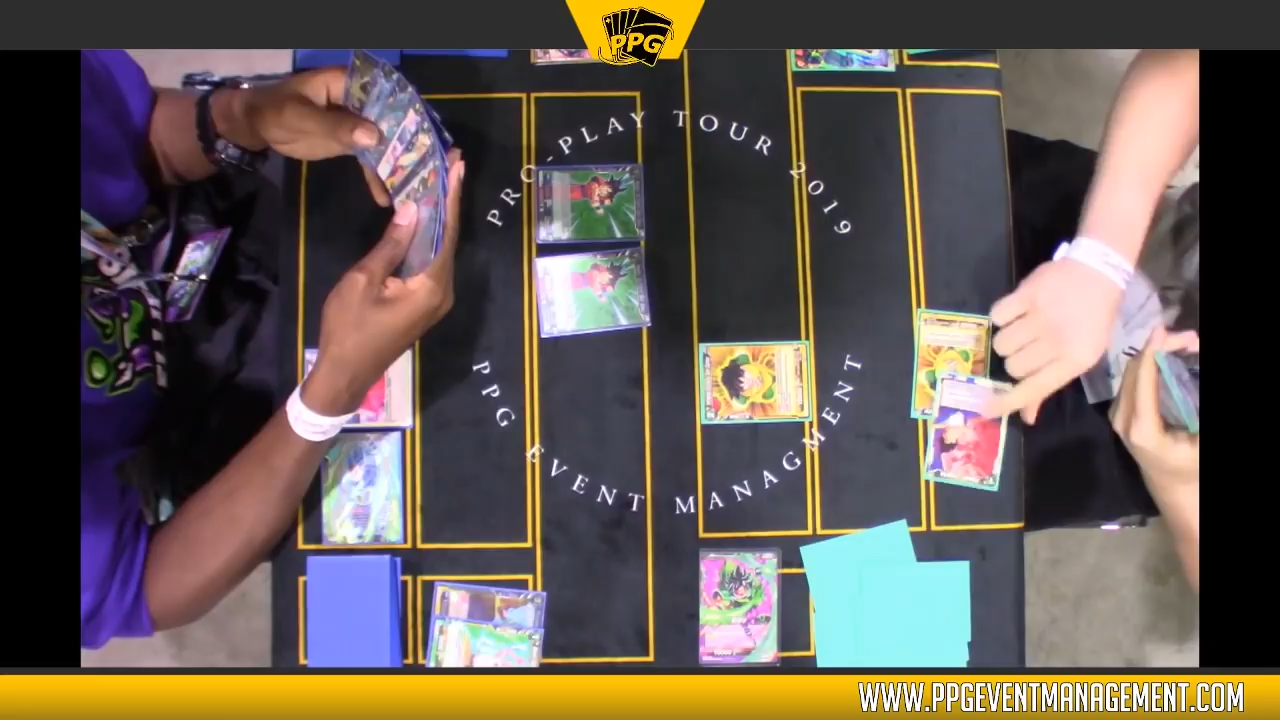 PPG
PRO-PLAY TOUR 2019
PPG EVENT MANAGMENT
WWW.PPGEVENTMANAGEMENT.COM